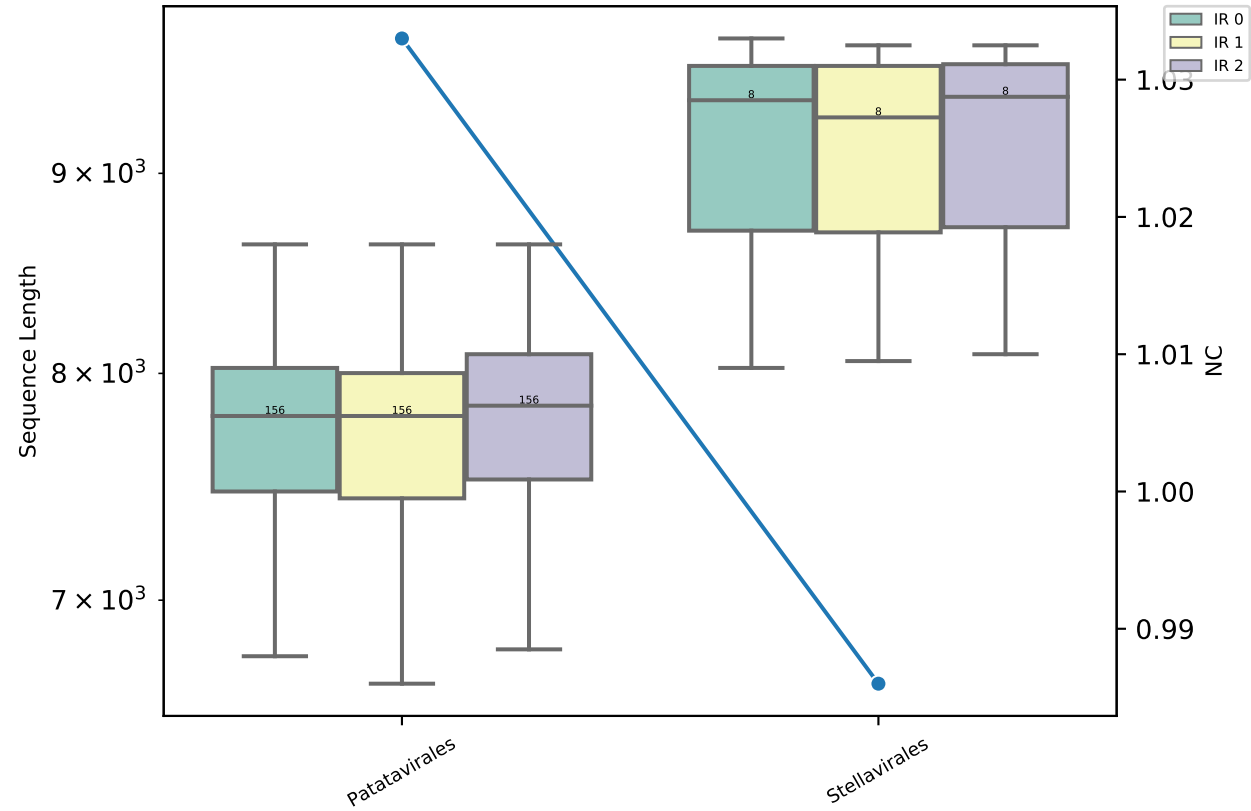 IR 0
IR 1
IR 2
9 × 10³
8 × 10³
7 × 10³
Sequence Length
8
8
8
156
156
156
1.03
1.02
1.01
1.00
0.99
NC
Patatavirales
Stellavirales